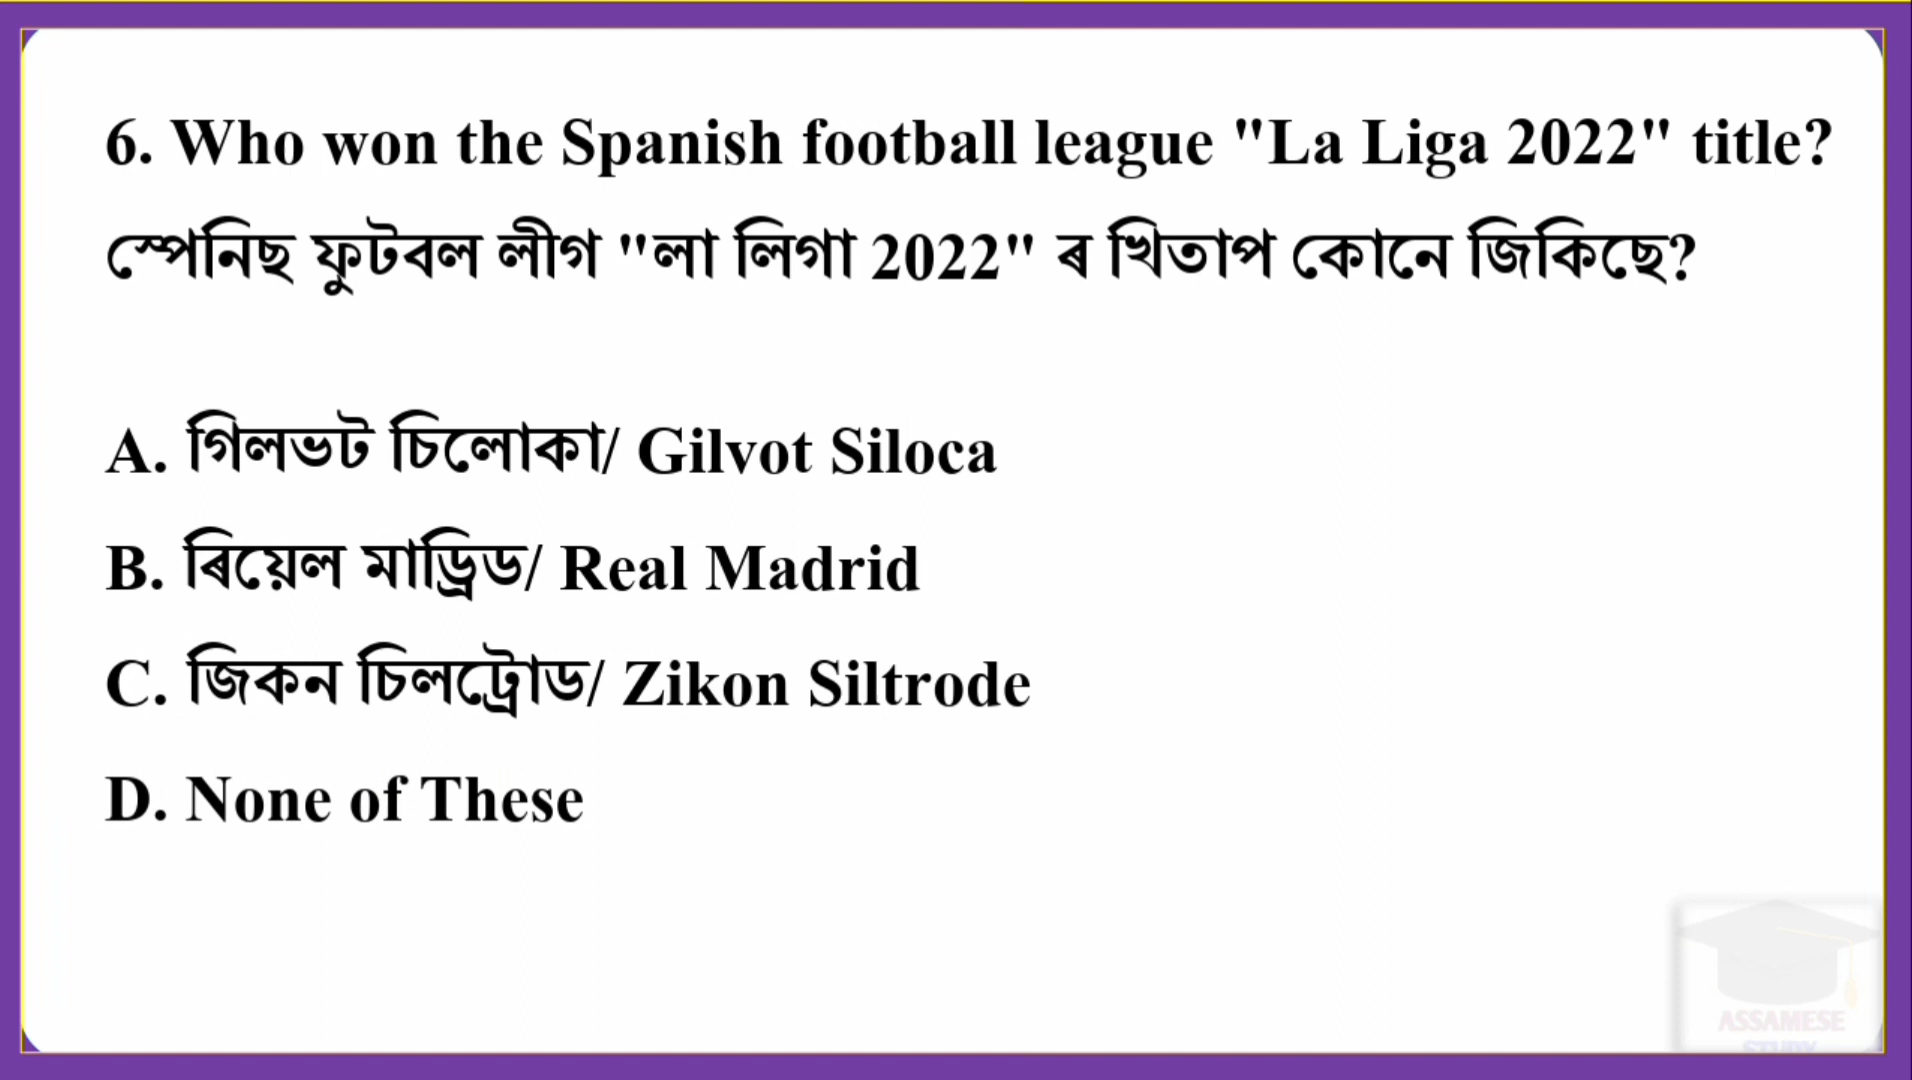 6. Who won the Spanish football league "La Liga 2022" title?
স্পেনিছ ফুটবল লীগ "লা লিগা 2022" ৰ খিতাপ কোনে জিকিছে?
A. গিলভট চিলোকা/ Gilvot Siloca
B. ৰিয়েল মাড্ৰিড/ Real Madrid
C. জিকন চিলট্ৰোড/ Zikon Siltrode
D. None of These
ASSAMESE
STUDY